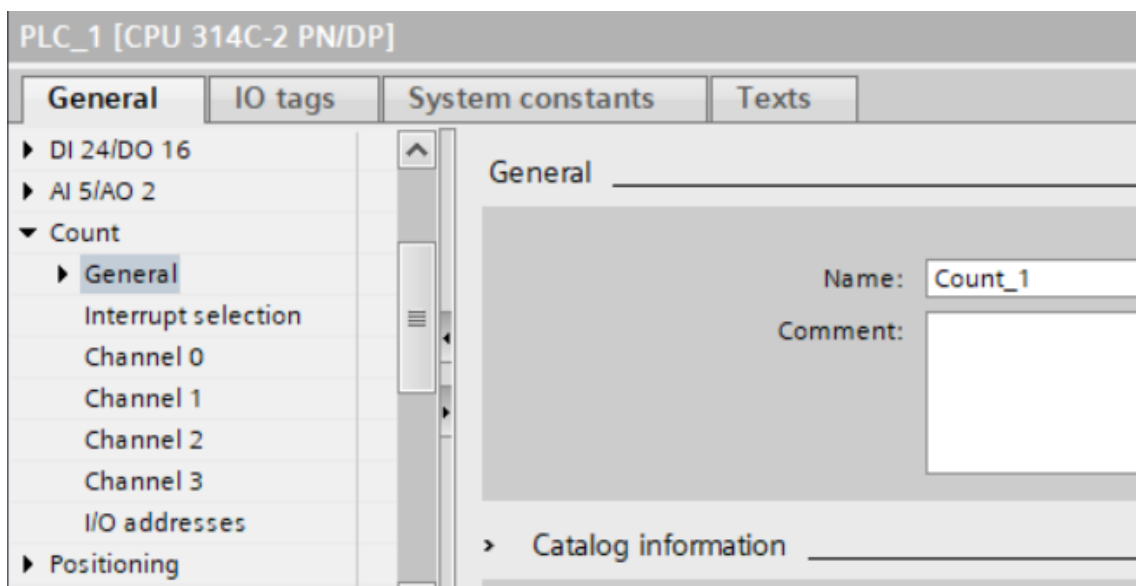 PLC_1 [CPU 314C-2 PN/DP]
General IO tags System constants Texts
DI 24/DO 16
AI 5/AO 2
Count
General
Interrupt selection
Channel 0
Channel 1
Channel 2
Channel 3
I/O addresses
Positioning
General
Name: Count_1
Comment:
Catalog information